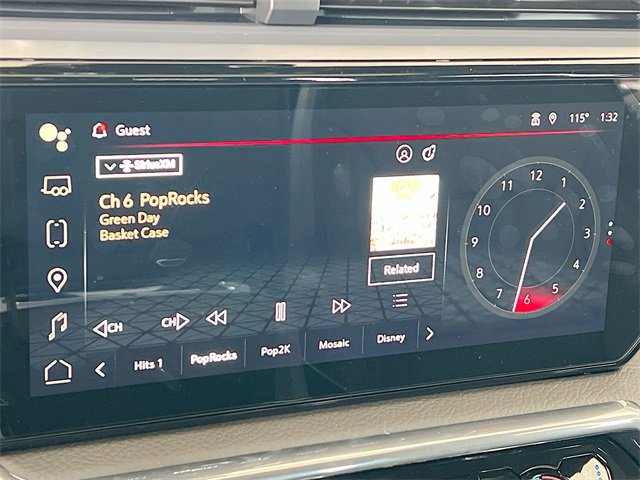 Guest
115° 1:32
SiriusXM
Ch 6 PopRocks
Green Day
Basket Case
Related
12
1
2
3
4
5
6
7
8
9
10
11
CH CH
Hits 1 PopRocks Pop2K Mosaic Disney